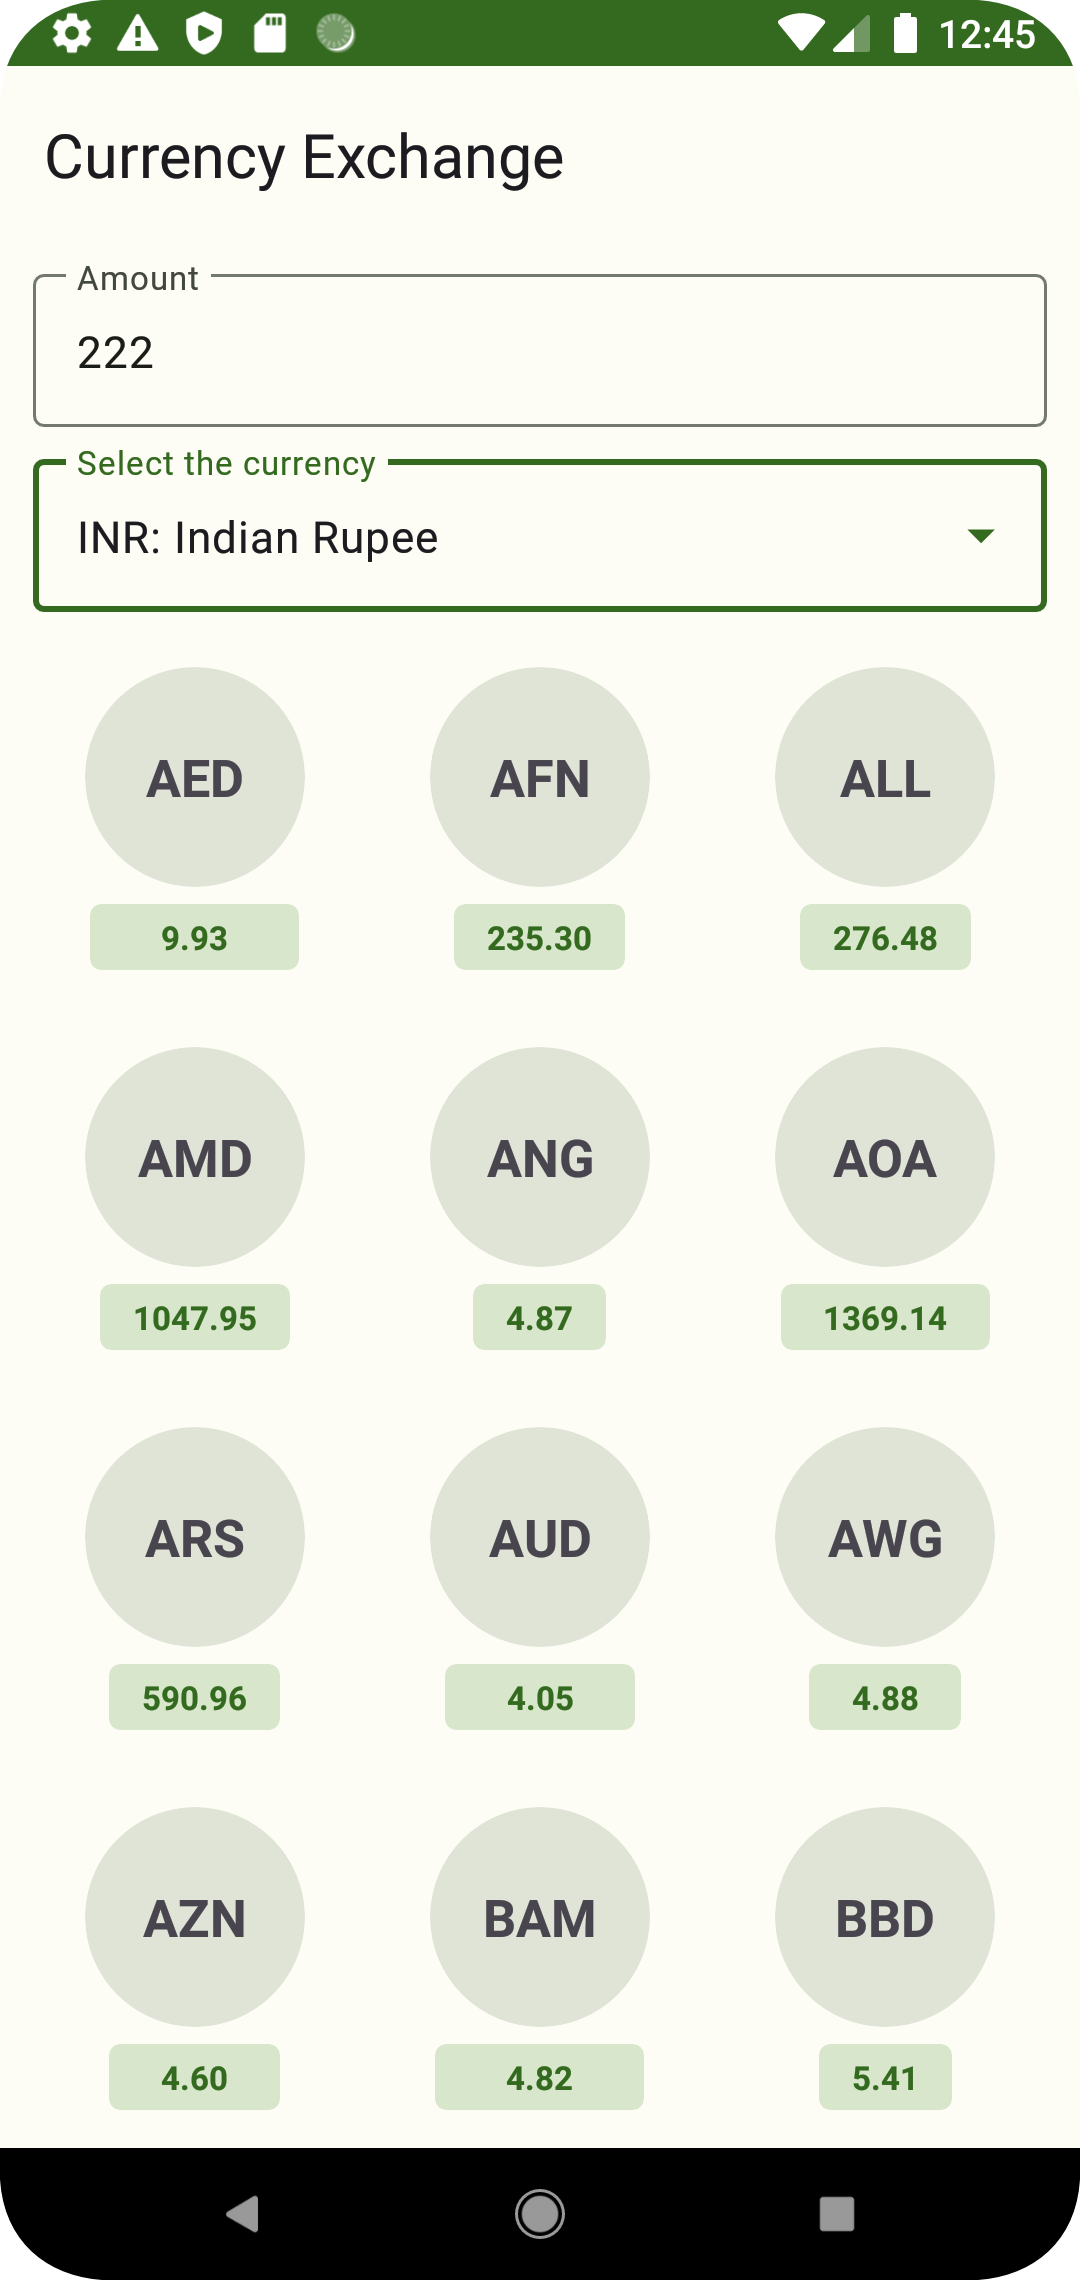 12:45
Currency Exchange
Amount
222
Select the currency
INR: Indian Rupee
AED AFN ALL
9.93 235.30 276.48
AMD ANG AOA
1047.95 4.87 1369.14
ARS AUD AWG
590.96 4.05 4.88
AZN BAM BBD
4.60 4.82 5.41